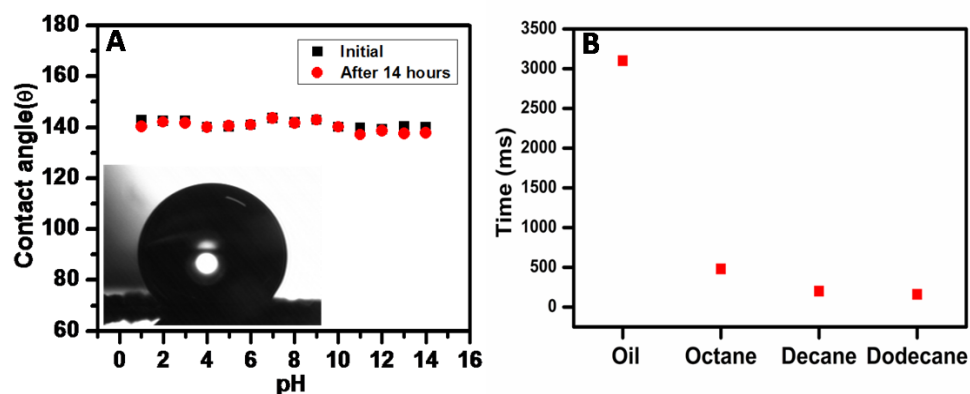 A
Initial
After 14 hours
Contact angle(θ)
180
160
140
120
100
80
60
0 2 4 6 8 10 12 14 16
pH
B
Time (ms)
3500
3000
2500
2000
1500
1000
500
0
Oil Octane Decane Dodecane